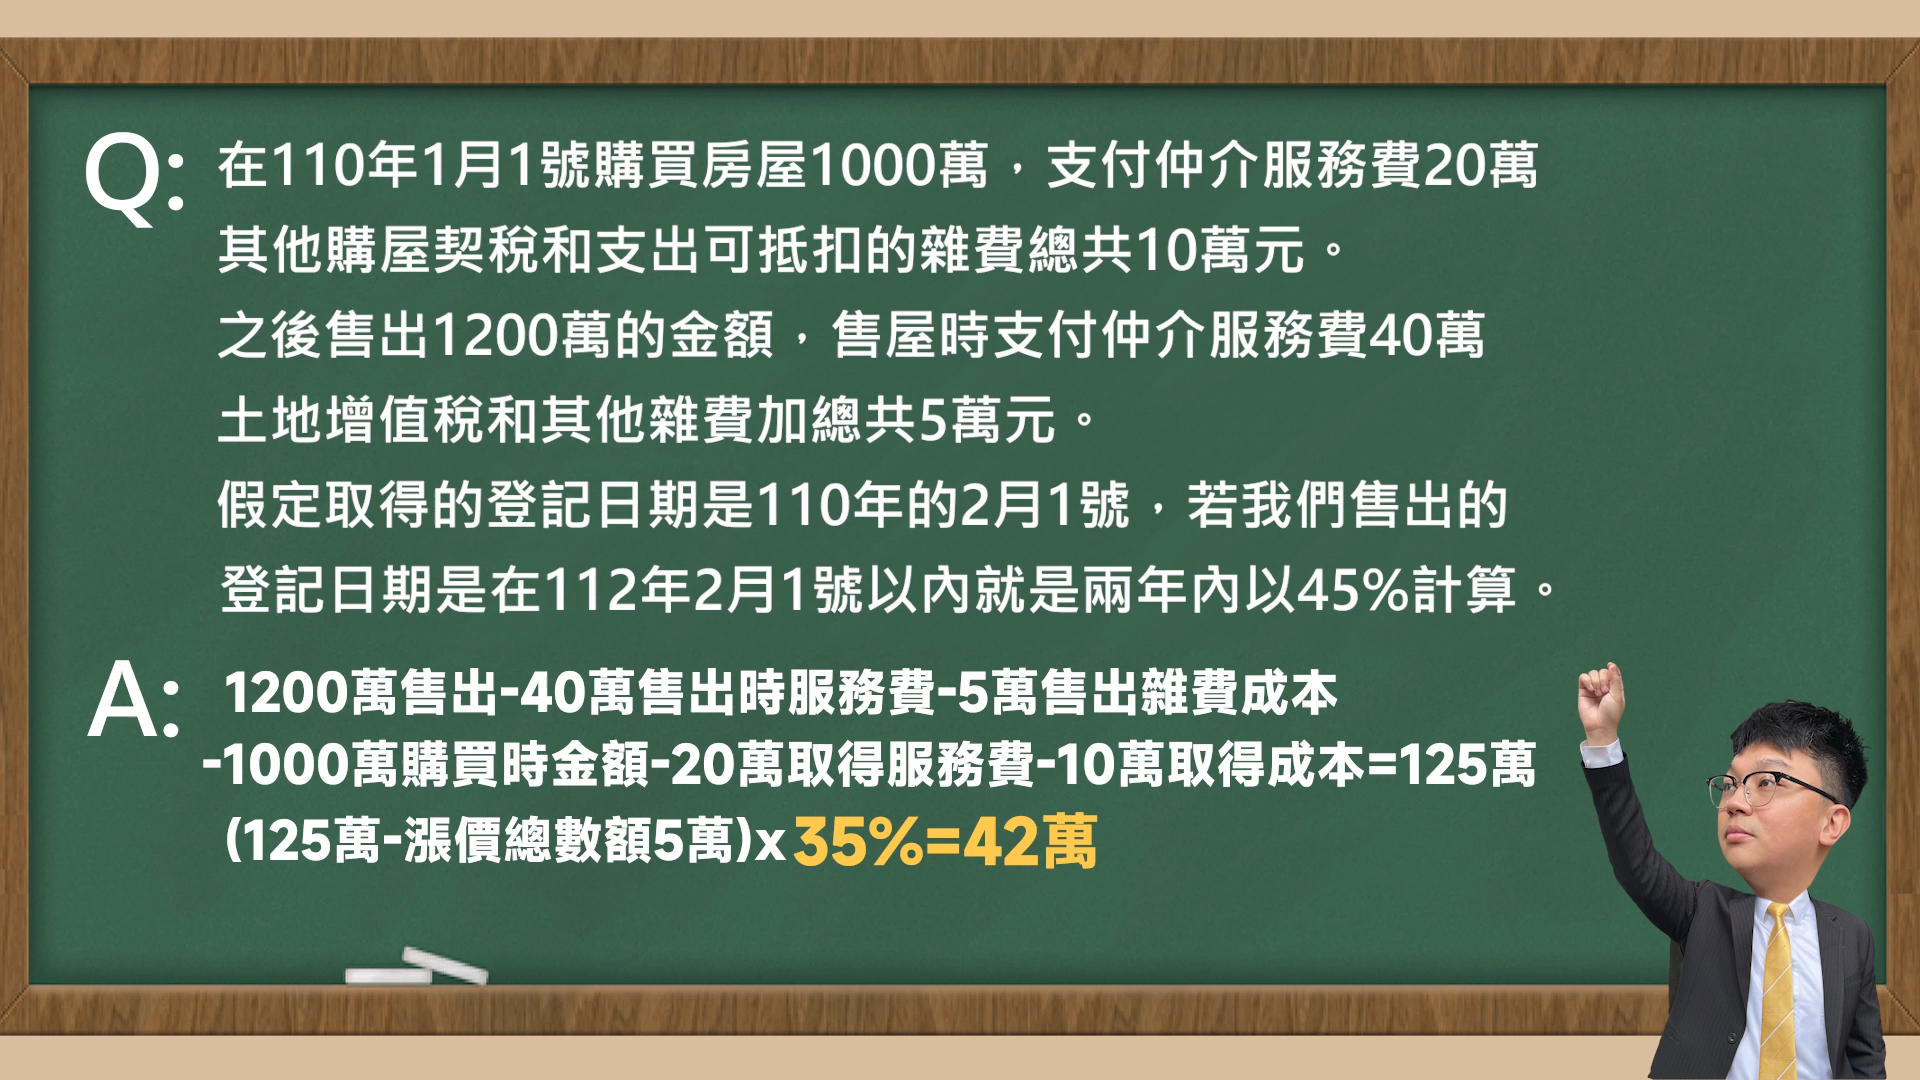 Q: 在110年1月1號購買房屋1000萬，支付仲介服務費20萬
其他購屋契稅和支出可抵扣的雜費總共10萬元。
之後售出1200萬的金額，售屋時支付仲介服務費40萬
土地增值稅和其他雜費加總共5萬元。
假定取得的登記日期是110年的2月1號，若我們售出的
登記日期是在112年2月1號以內就是兩年內以45%計算。
A: 1200萬售出-40萬售出時服務費-5萬售出雜費成本
-1000萬購買時金額-20萬取得服務費-10萬取得成本=125萬
(125萬-漲價總數額5萬)x35%=42萬